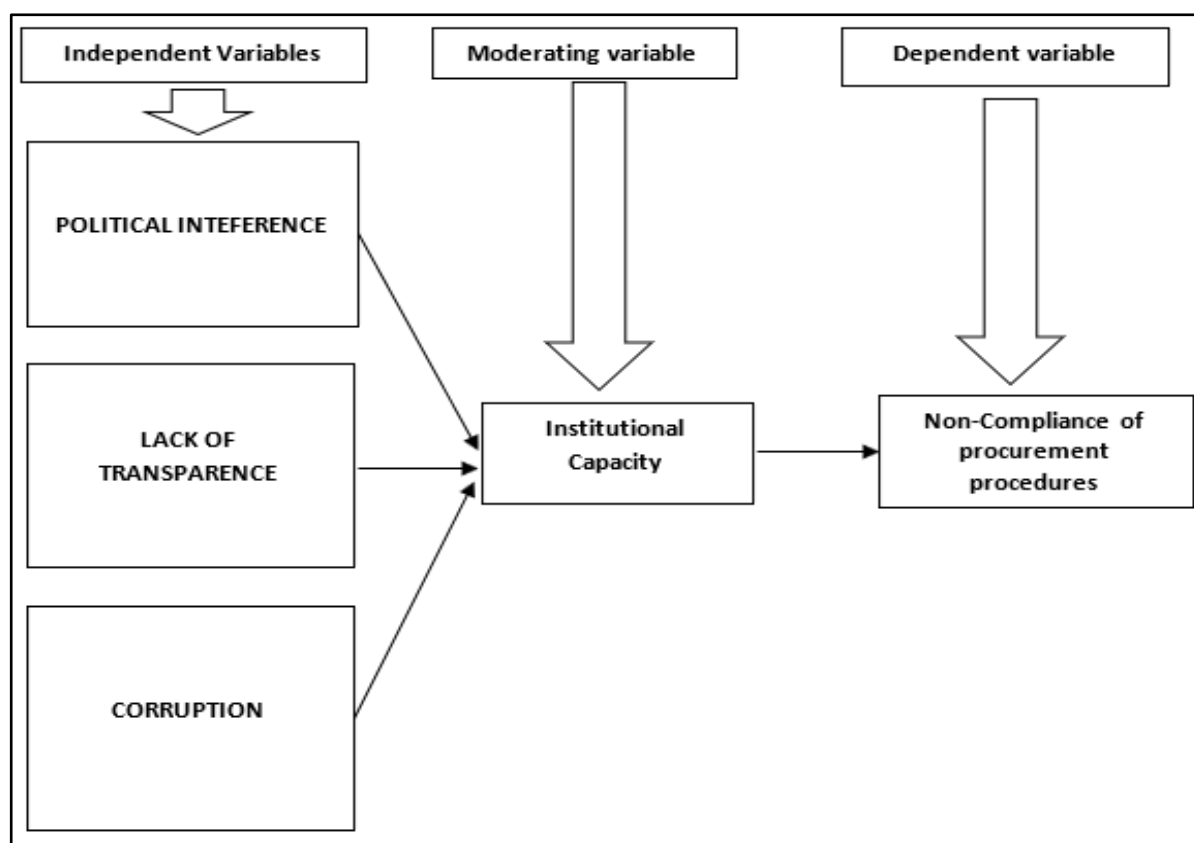 Independent Variables
Moderating variable
Dependent variable
POLITICAL INTEFERENCE
LACK OF
TRANSPARENCE
CORRUPTION
Institutional
Capacity
Non-Compliance of
procurement
procedures